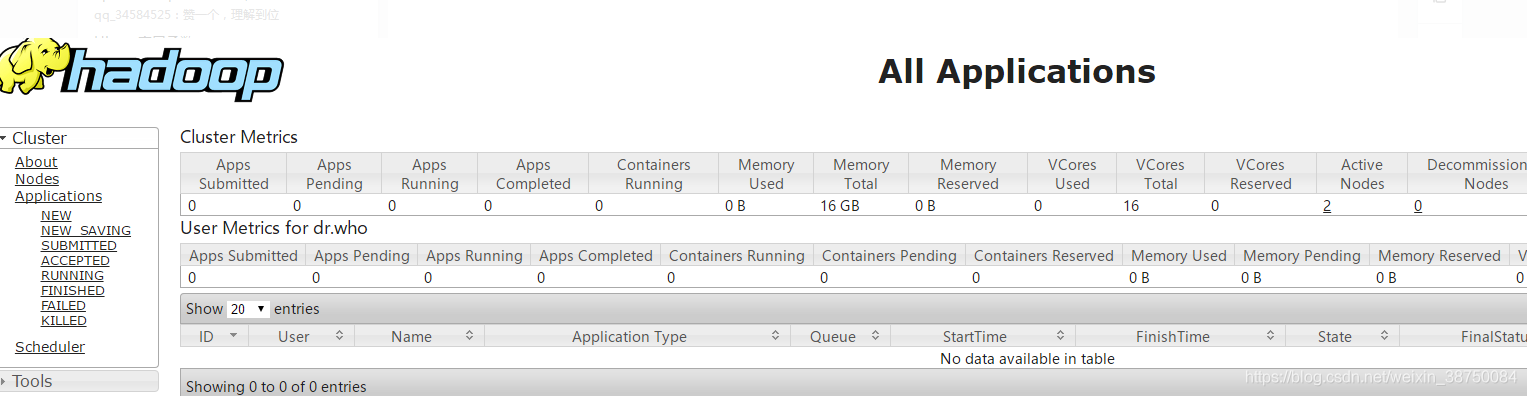 qq_34584525：赞一个，理解到位
hadoop
All Applications
Cluster
About
Nodes
Applications
NEW
NEW_SAVING
SUBMITTED
ACCEPTED
RUNNING
FINISHED
FAILED
KILLED
Scheduler
Tools
Cluster Metrics
Apps Submitted Apps Pending Apps Running Apps Completed Containers Running Memory Used Memory Total Memory Reserved VCores Used VCores Total VCores Reserved Active Nodes Decommission Nodes
0 0 0 0 0 0 B 16 GB 0 B 0 16 0 2 0
User Metrics for dr.who
Apps Submitted Apps Pending Apps Running Apps Completed Containers Running Containers Pending Containers Reserved Memory Used Memory Pending Memory Reserved V
0 0 0 0 0 0 0 0 B 0 B 0 B 0
Show 20 entries
ID User Name Application Type Queue StartTime FinishTime State FinalStatu
No data available in table
Showing 0 to 0 of 0 entries
https://blog.csdn.net/weixin_38750084